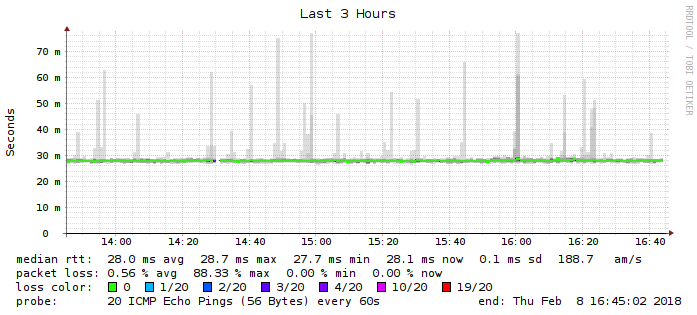 Last 3 Hours
RRDTOOL / TOBI OETIKER
Seconds
70 m
60 m
50 m
40 m
30 m
20 m
10 m
0
14:00 14:20 14:40 15:00 15:20 15:40 16:00 16:20 16:40
median rtt: 28.0 ms avg 28.7 ms max 27.7 ms min 28.1 ms now 0.1 ms sd 188.7 am/s
packet loss: 0.56 % avg 88.33 % max 0.00 % min 0.00 % now
loss color: 0 1/20 2/20 3/20 4/20 10/20 19/20
probe: 20 ICMP Echo Pings (56 Bytes) every 60s end: Thu Feb 8 16:45:02 2018